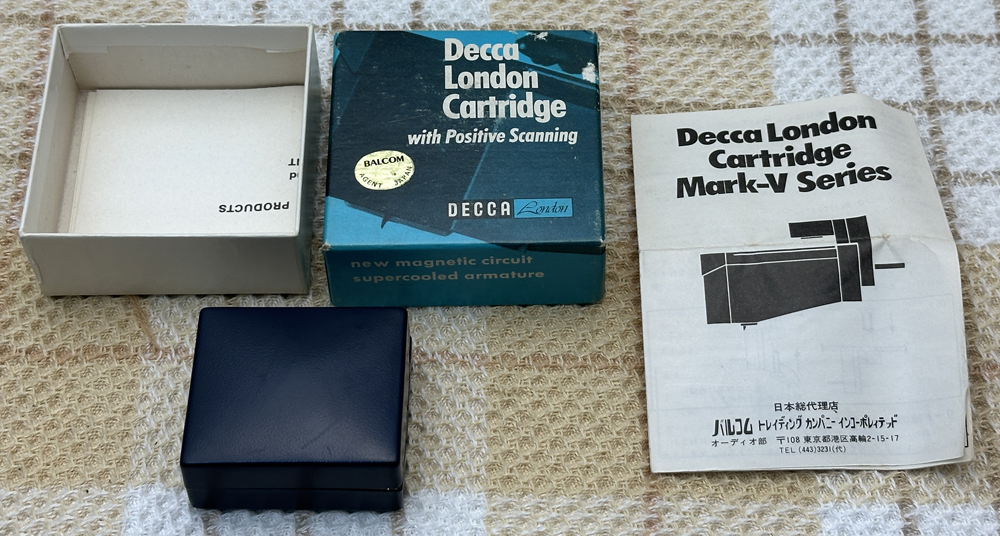 PRODUCTS
Decca
London
Cartridge
with Positive Scanning
BALCOM
AGENT JAPAN
DECCA London
new magnetic circuit
supercooled armature
Decca London
Cartridge
Mark-V Series
日本総代理店
バルコム トレイディング カンパニー インコーポレィテッド
オーディオ部 〒108 東京都港区高輪2-15-17
TEL (443)3231(代)